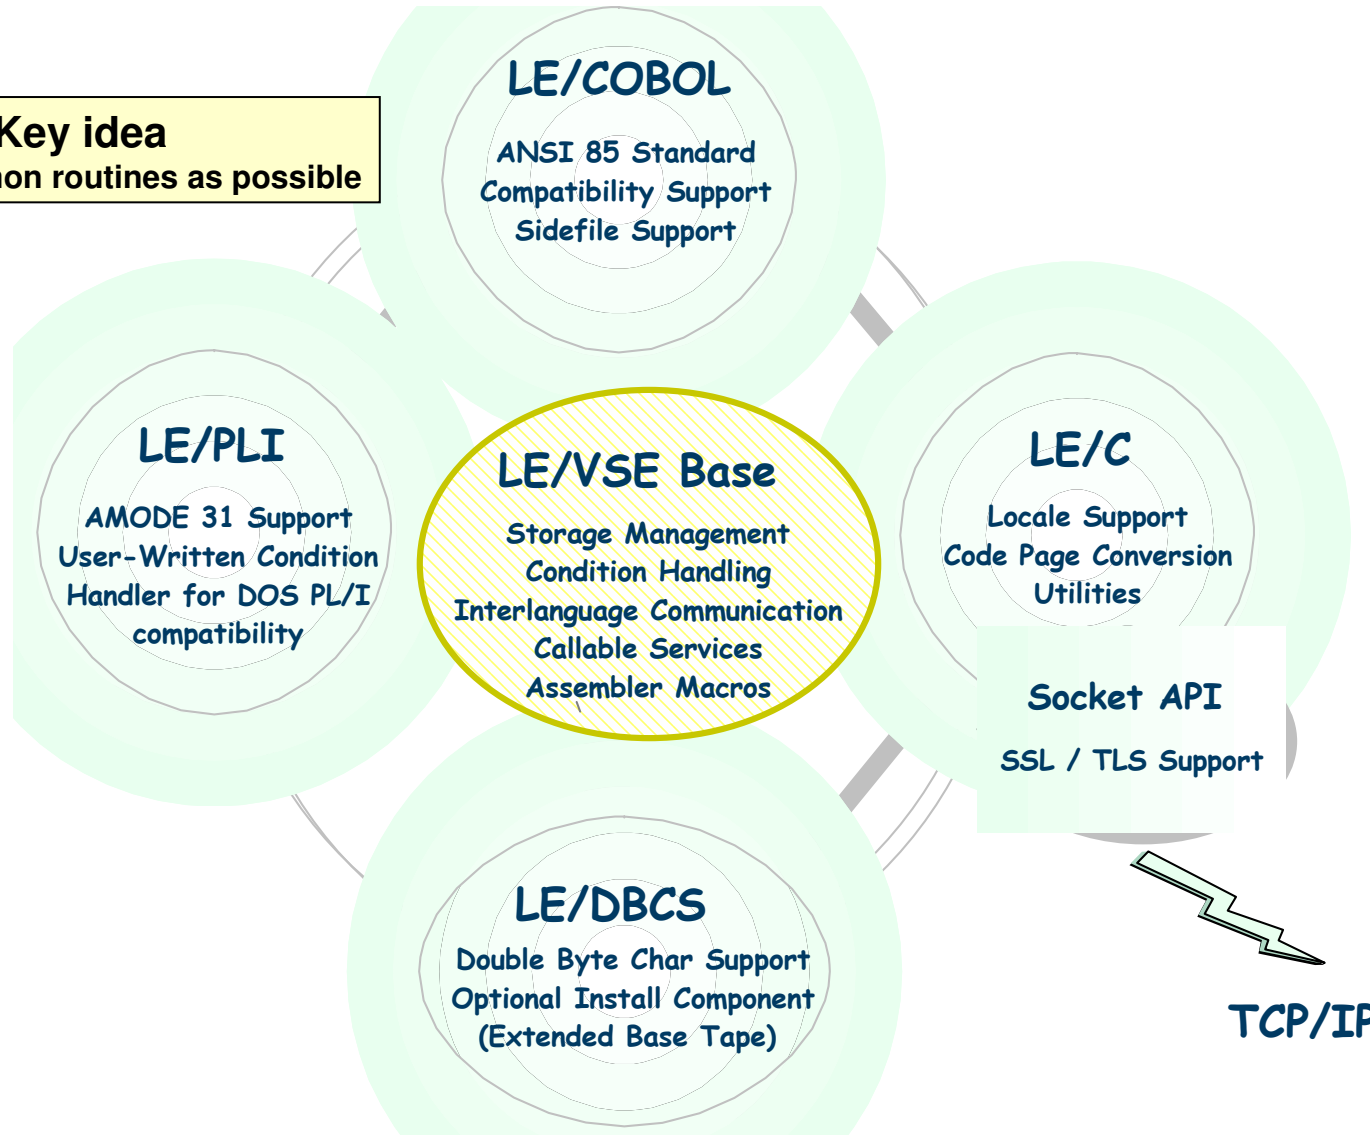 LE/COBOL
ANSI 85 Standard
Compatibility Support
Sidefile Support
Key idea
routines as possible
LE/PLI
AMODE 31 Support
User-Written Condition
Handler for DOS PL/I
compatibility
LE/VSE Base
Storage Management
Condition Handling
Interlanguage Communication
Callable Services
Assembler Macros
LE/C
Locale Support
Code Page Conversion
Utilities
Socket API
SSL / TLS Support
LE/DBCS
Double Byte Char Support
Optional Install Component
(Extended Base Tape)
TCP/IP